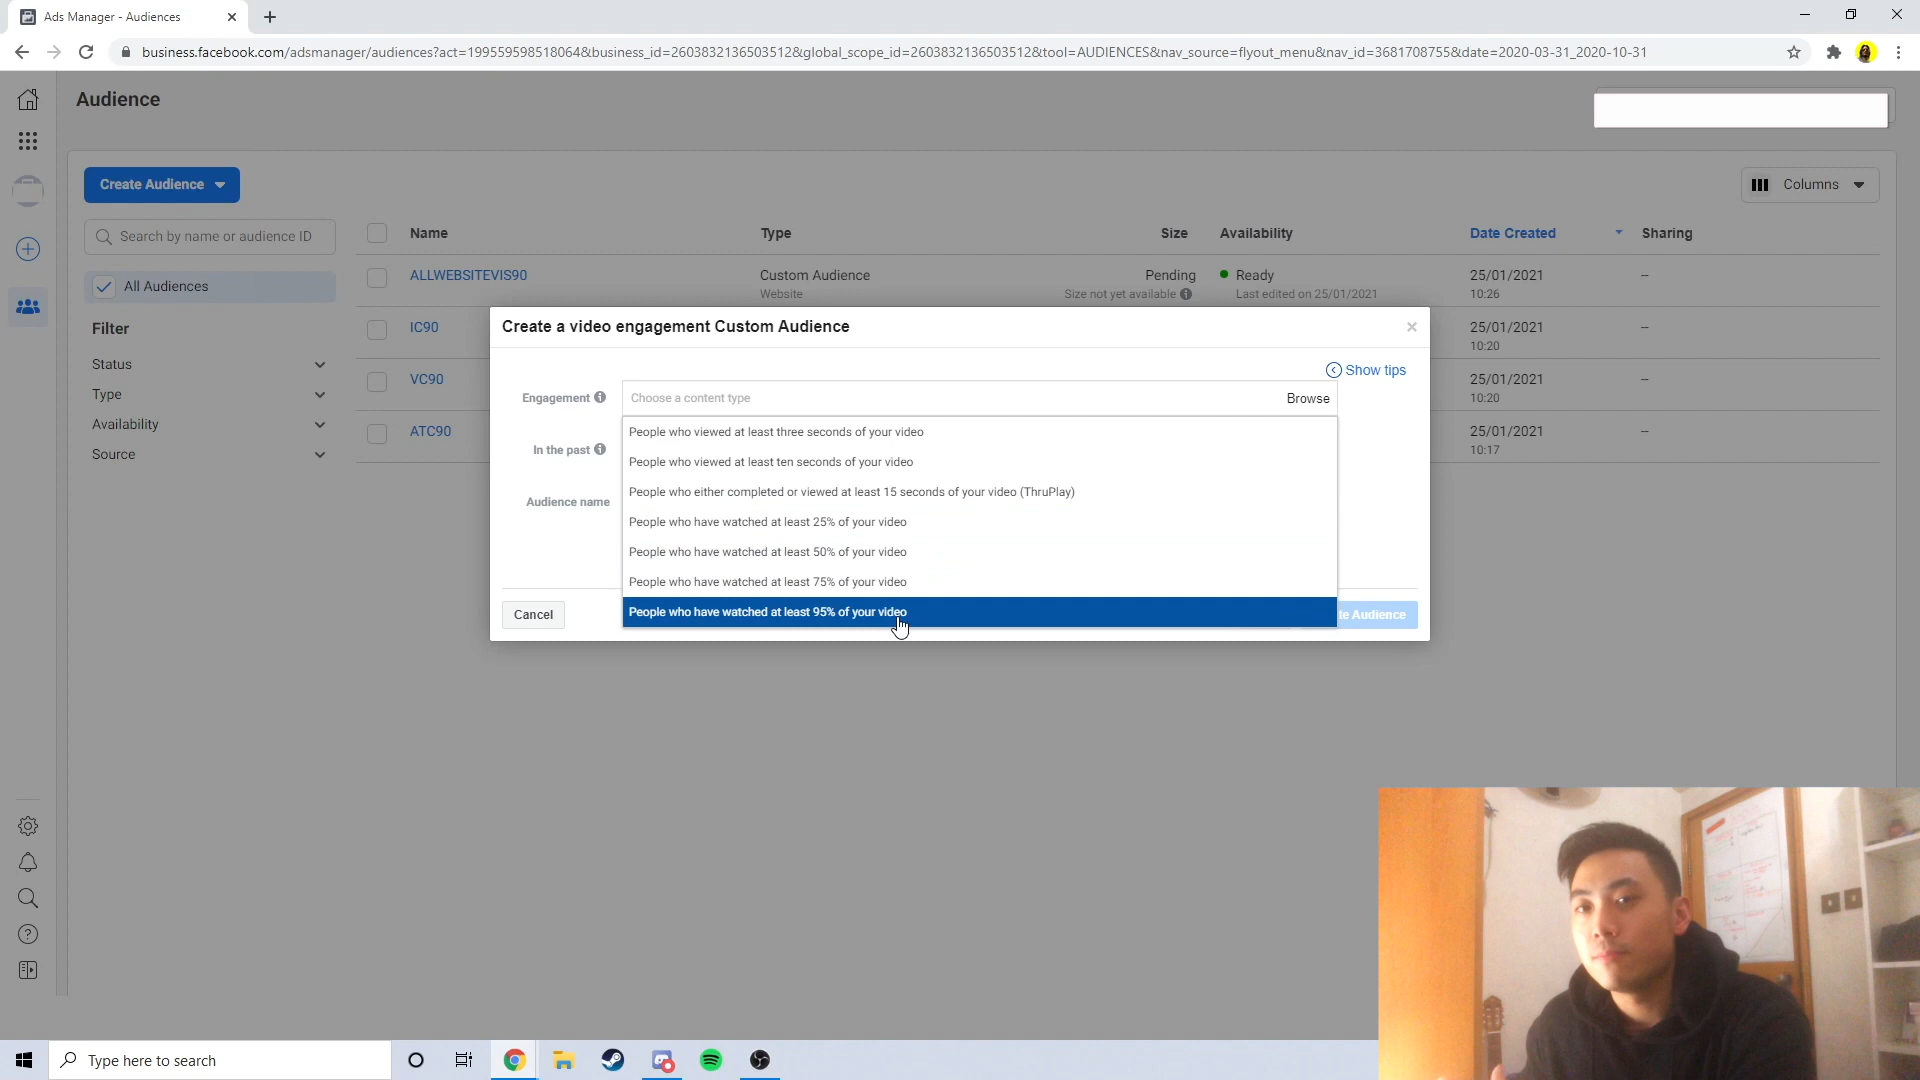 Ads Manager - Audiences
business.facebook.com/adsmanager/audiences?act=199559598518064&business_id=2603832136503512&global_scope_id=2603832136503512&tool=AUDIENCES&nav_source=flyout_menu&nav_id=3681708755&date=2020-03-31_2020-10-31
Audience
Create Audience
Columns
Search by name or audience ID
Name Type Size Availability Date Created Sharing
All Audiences
ALLWEBSITEVIS90 Custom Audience Pending Ready 25/01/2021 --
Website Size not yet available Last edited on 25/01/2021 10:26
Filter
Status
Type
Availability
Source
IC90 25/01/2021 --
10:20
VC90 25/01/2021 --
10:20
ATC90 25/01/2021 --
10:17
Create a video engagement Custom Audience
Show tips
Engagement Choose a content type Browse
In the past
Audience name
People who viewed at least three seconds of your video
People who viewed at least ten seconds of your video
People who either completed or viewed at least 15 seconds of your video (ThruPlay)
People who have watched at least 25% of your video
People who have watched at least 50% of your video
People who have watched at least 75% of your video
People who have watched at least 95% of your video
Cancel te Audience
Type here to search